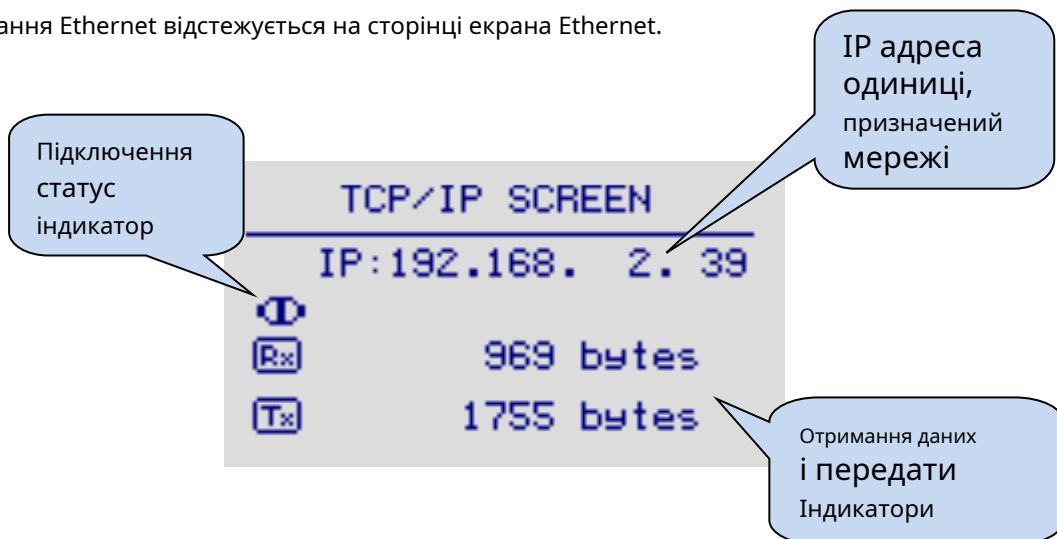 ання Ethernet відстежується на сторінці екрана Ethernet.
IP адреса
одиниці,
призначений
мережі
Підключення
статус
індикатор
TCP/IP SCREEN
IP:192.168. 2. 39
Rx 969 bytes
Tx 1755 bytes
Отримання даних
і передати
Індикатори